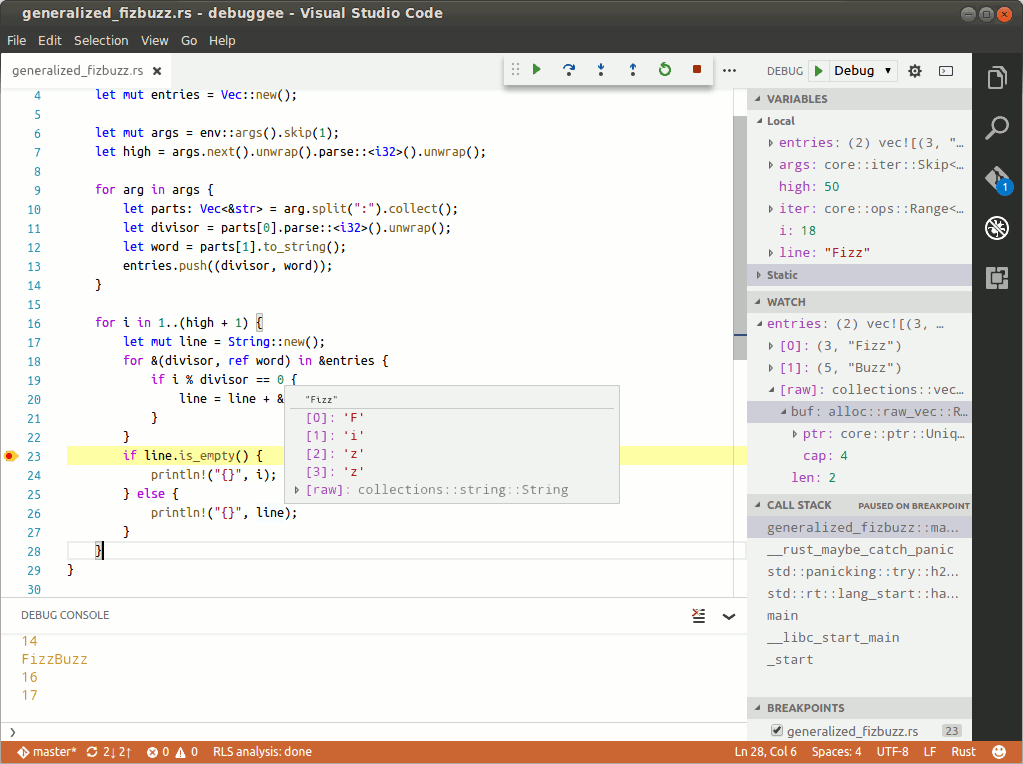 generalized_fizbuzz.rs - debuggee - Visual Studio Code
File Edit Selection View Go Help
generalized_fizbuzz.rs
4 let mut entries = Vec::new();
5
6 let mut args = env::args().skip(1);
7 let high = args.next().unwrap().parse::<i32>().unwrap();
8
9 for arg in args {
10 let parts: Vec<&str> = arg.split(":").collect();
11 let divisor = parts[0].parse::<i32>().unwrap();
12 let word = parts[1].to_string();
13 entries.push((divisor, word));
14 }
15
16 for i in 1..(high + 1) {
17 let mut line = String::new();
18 for &(divisor, ref word) in &entries {
19 if i % divisor == 0 {
20 line = line + &
21 }
22 }
23 if line.is_empty() {
24 println!("{}", i);
25 } else {
26 println!("{}", line);
27 }
28 }
29 }
30
"Fizz"
[0]: 'F'
[1]: 'i'
[2]: 'z'
[3]: 'z'
[raw]: collections::string::String
DEBUG CONSOLE
14
FizzBuzz
16
17
DEBUG Debug
VARIABLES
Local
entries: (2) vec![(3, "…
args: core::iter::Skip<…
high: 50
iter: core::ops::Range<…
i: 18
line: "Fizz"
Static
WATCH
entries: (2) vec![(3, …
[0]: (3, "Fizz")
[1]: (5, "Buzz")
[raw]: collections::vec…
buf: alloc::raw_vec::R…
ptr: core::ptr::Uniq…
cap: 4
len: 2
CALL STACK PAUSED ON BREAKPOINT
generalized_fizbuzz::ma…
__rust_maybe_catch_panic
std::panicking::try::h2…
std::rt::lang_start::ha…
main
__libc_start_main
_start
BREAKPOINTS
generalized_fizbuzz.rs 23
1
master* 2↓ 2↑ 0 0 RLS analysis: done Ln 28, Col 6 Spaces: 4 UTF-8 LF Rust